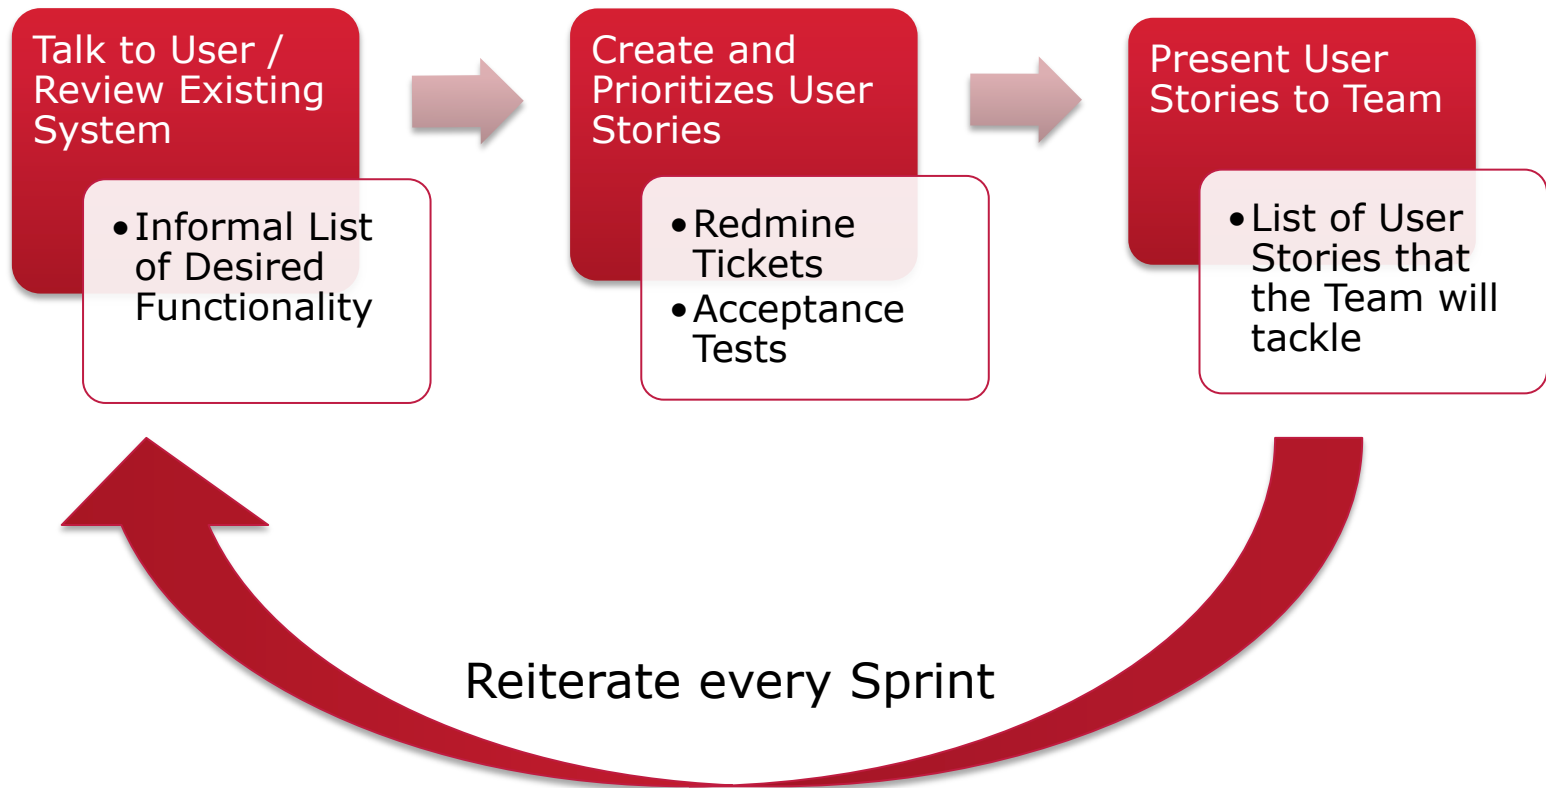 Talk to User /
Review Existing
System
•Informal List
of Desired
Functionality
Create and
Prioritizes User
Stories
•Redmine
Tickets
•Acceptance
Tests
Present User
Stories to Team
•List of User
Stories that
the Team will
tackle
Reiterate every Sprint